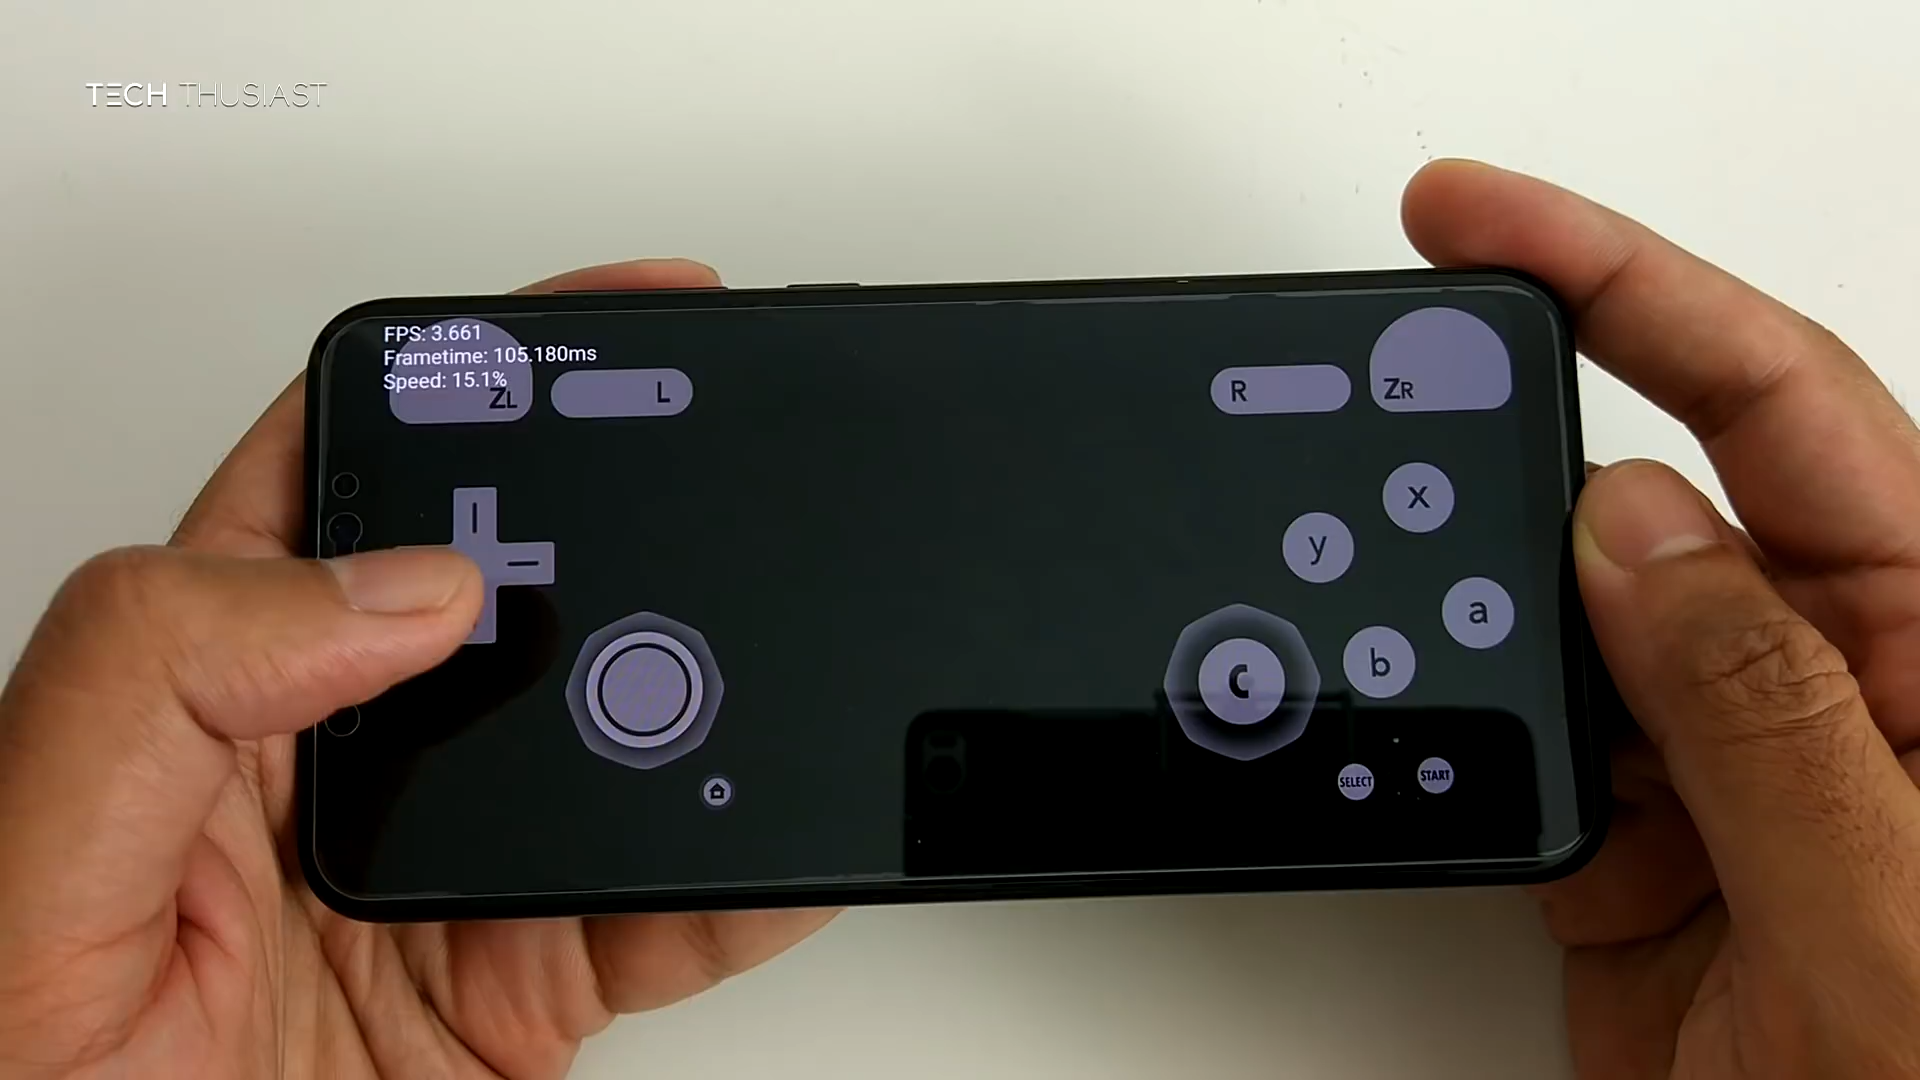 TECH THUSIAST
FPS: 3.661
Frametime: 105.180ms
Speed: 15.1%
ZL
L
R
ZR
x
y
a
b
C
SELECT
START